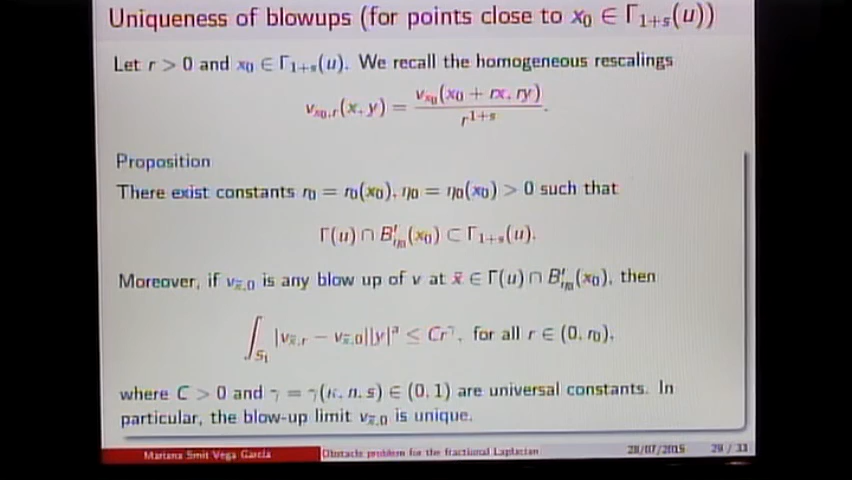 Uniqueness of blowups (for points close to x₀ ∈ Γ₁₊ₛ(u))
Let r > 0 and x₀ ∈ Γ₁₊ₛ(u). We recall the homogeneous rescalings
v_{x₀,r}(x, y) = v_{x₀}(x₀ + rx, ry) / r^{1+s}.
Proposition
There exist constants r₀ = r₀(x₀), η₀ = η₀(x₀) > 0 such that
Γ(u) ∩ B′_{η₀}(x₀) ⊂ Γ₁₊ₛ(u).
Moreover, if v_{x̄,0} is any blow up of v at x̄ ∈ Γ(u) ∩ B′_{η₀}(x₀), then
∫_{S₁} |v_{x̄,r} − v_{x̄,0}||y|^a ≤ Cr^γ, for all r ∈ (0, r₀),
where C > 0 and γ = γ(κ, n, s) ∈ (0, 1) are universal constants. In
particular, the blow-up limit v_{x̄,0} is unique.
Mariana Smit Vega Garcia Obstacle problem for the fractional Laplacian 28/07/2015 29 / 33